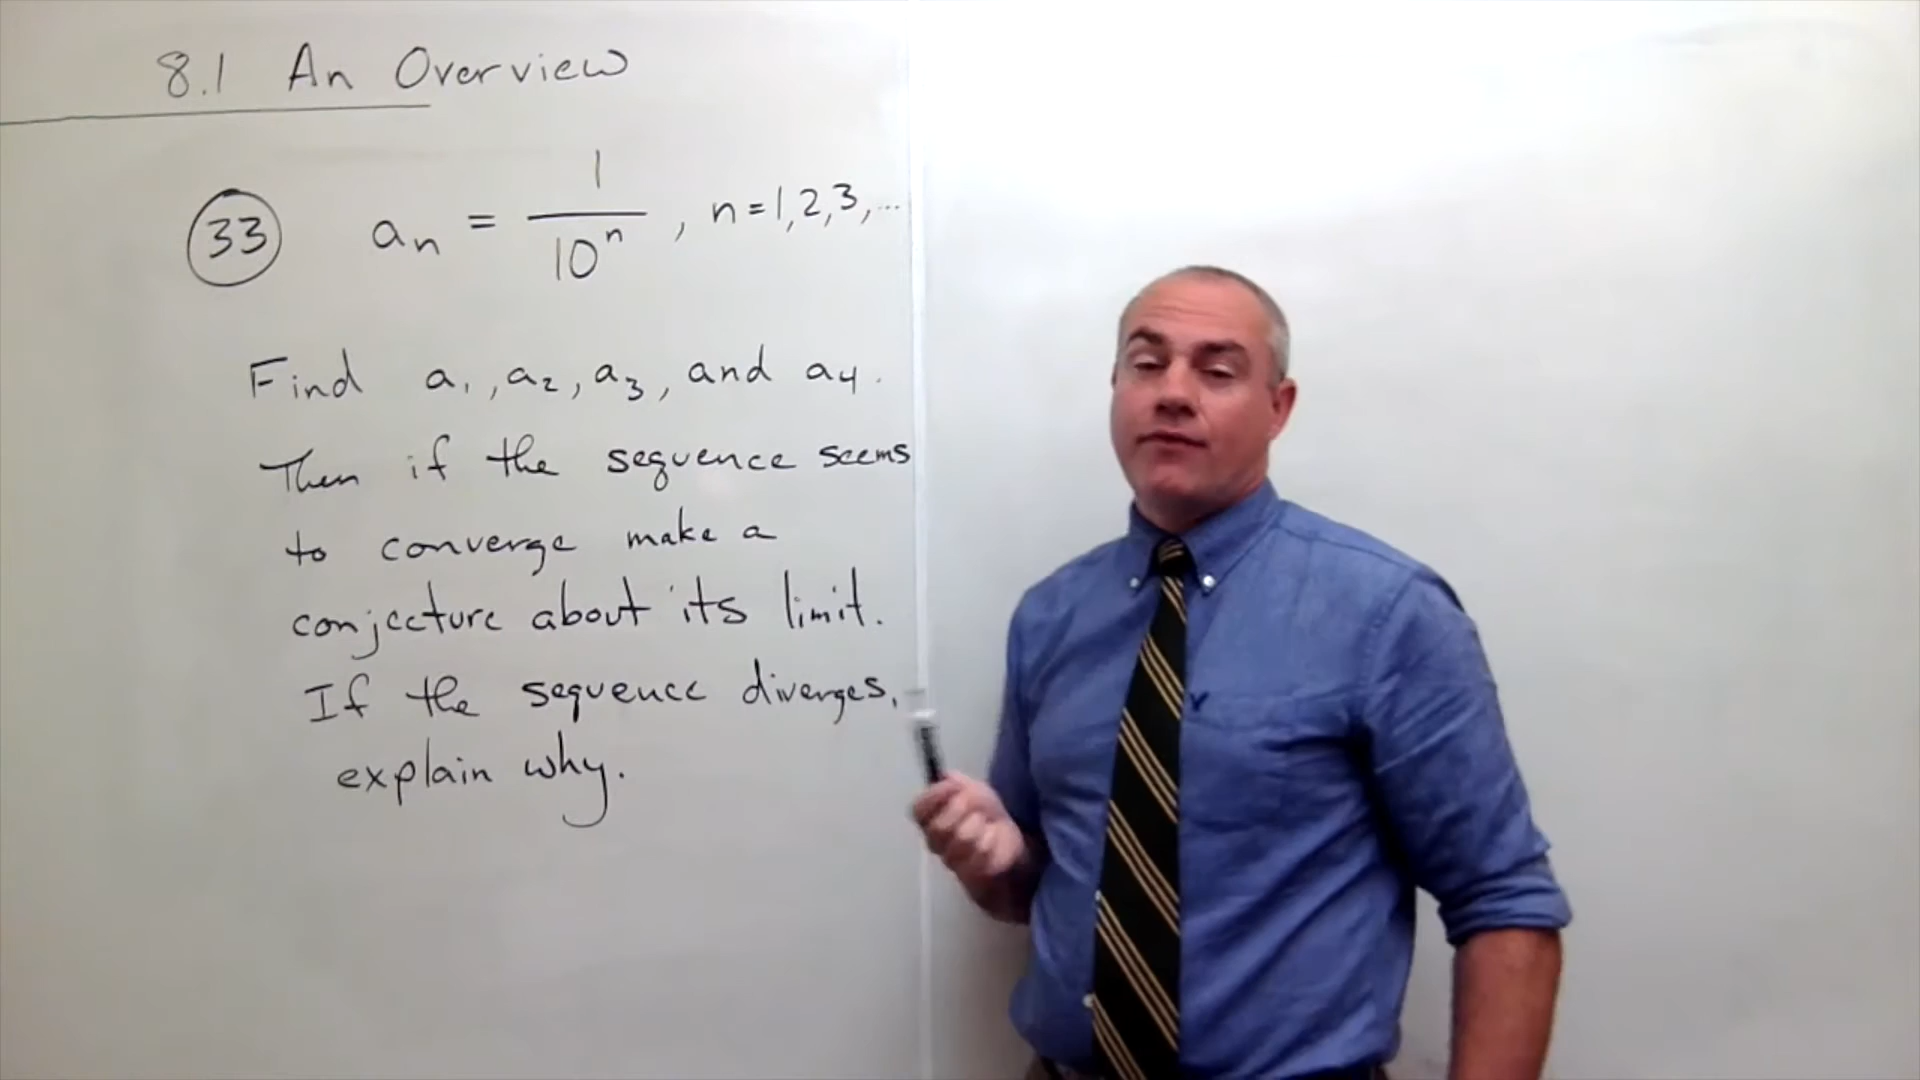 8.1 An Overview
33 aₙ = 1/10ⁿ , n=1,2,3,...
Find a₁, a₂, a₃, and a₄.
Then if the sequence seems
to converge make a
conjecture about its limit.
If the sequence diverges,
explain why.